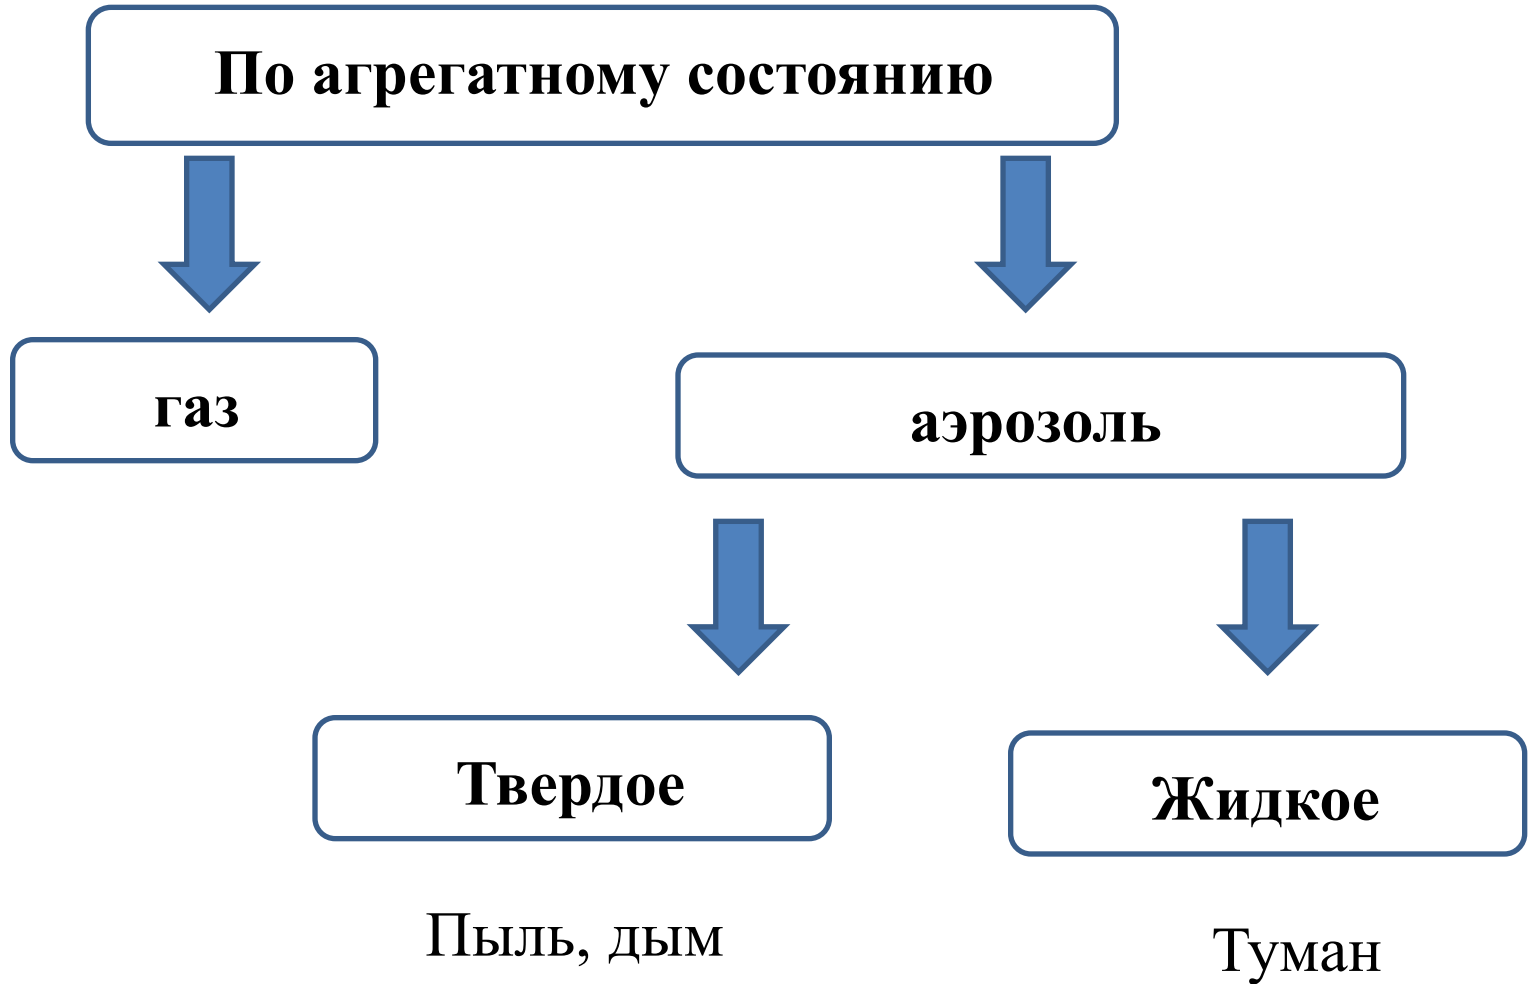 По агрегатному состоянию
газ
аэрозоль
Твердое
Жидкое
Пыль, дым
Туман